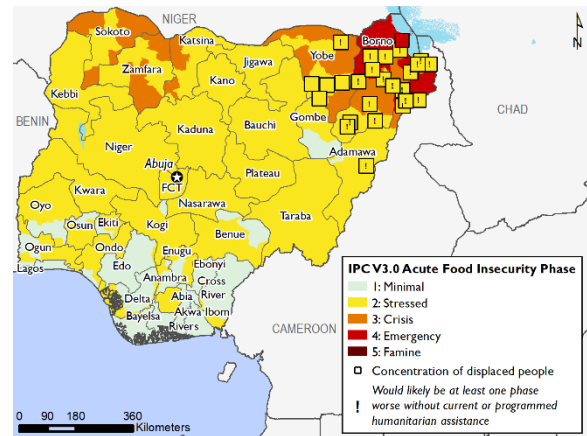 NIGER
Sokoto
Katsina
Borno
Yobe
Jigawa
Zamfara
Kano
Kebbi
N
CHAD
BENIN
Gombe
Kaduna
Bauchi
Niger
Adamawa
Abuja
Plateau
FCT
Kwara
Nasarawa
Oyo
Taraba
Kogi
Ekiti
Osun
Benue
Ogun
Ondo
Enugu
Lagos
Edo
Ebonyi
Anambra
Cross
River
Delta
Abia
Bayelsa
Akwa Ibom
Rivers
CAMEROON
IPC V3.0 Acute Food Insecurity Phase
1: Minimal
2: Stressed
3: Crisis
4: Emergency
5: Famine
Concentration of displaced people
! Would likely be at least one phase
worse without current or programmed
humanitarian assistance
0 90 180 360
Kilometers